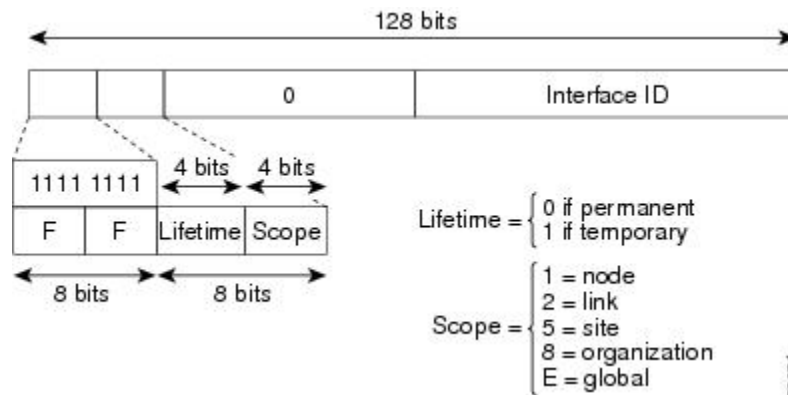 128 bits
0 Interface ID
4 bits 4 bits
1111 1111
F F Lifetime Scope
8 bits 8 bits
Lifetime = 0 if permanent
1 if temporary
Scope = 1 = node
2 = link
5 = site
8 = organization
E = global